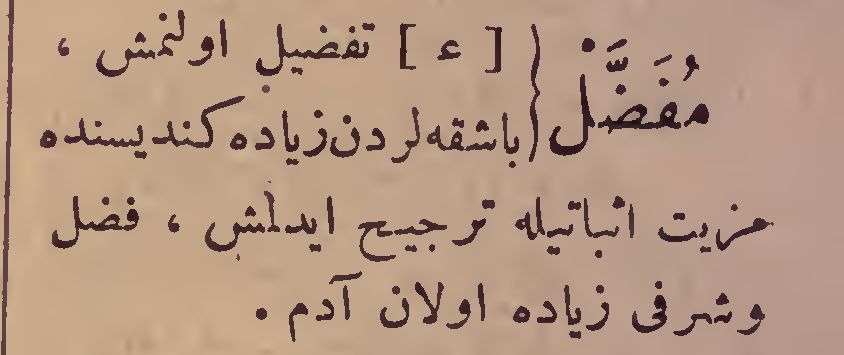 مُفَضَّلْ { [ ع ] تفضيل اولنمش ،
باشقه‌لردن زياده كنديسنده
مزيت اثباتيله ترجيح ايدلمش ، فضل
وشرفى زياده اولان آدم .